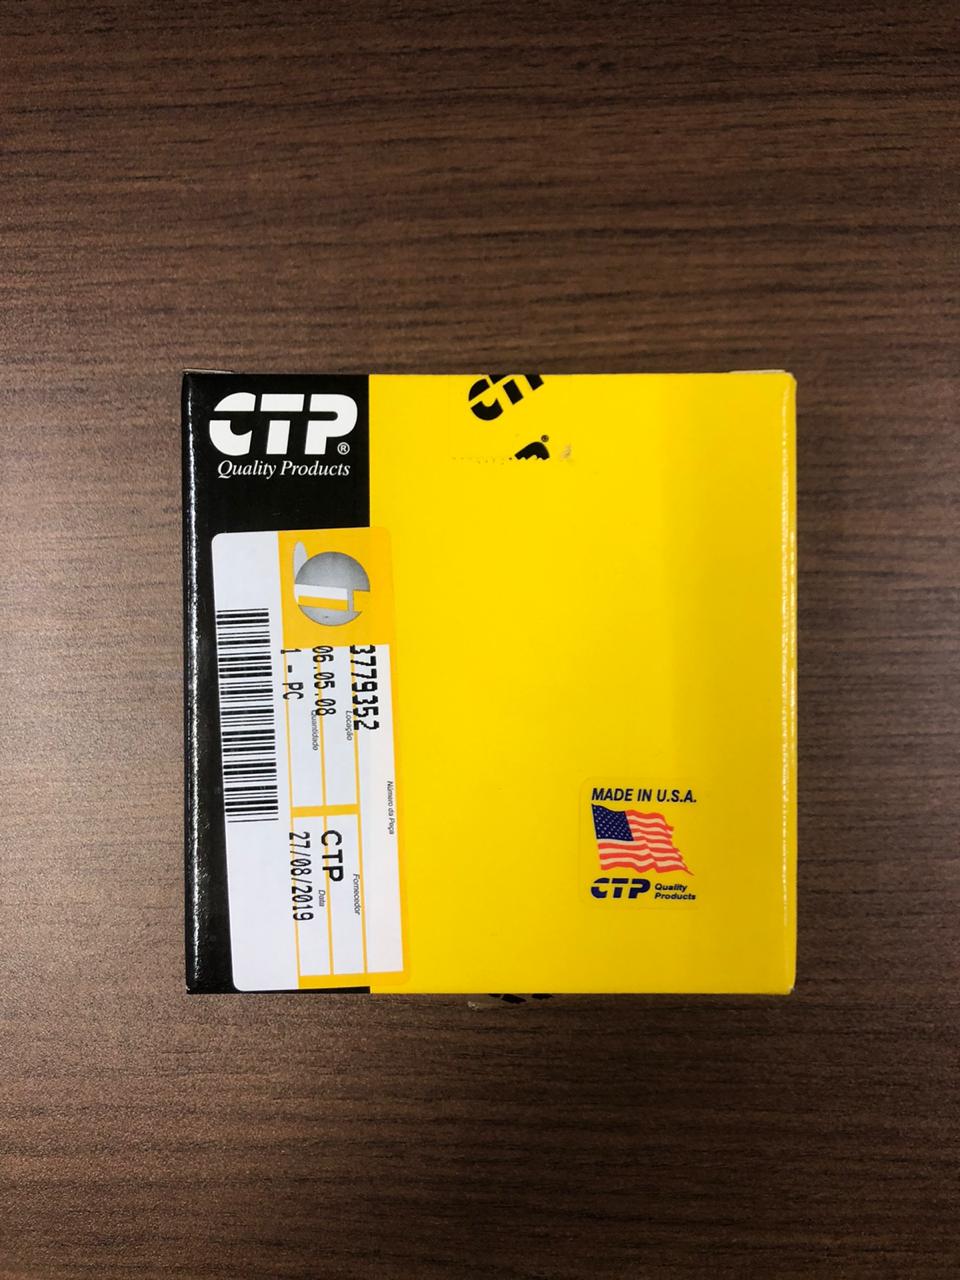 CTP®
Quality Products
CTP
Número da Peça
3779352
Locação
06.05.08
Quantidade
1 - PC
Fornecedor
CTP
Data
27/08/2019
MADE IN U.S.A.
CTP Quality
Products